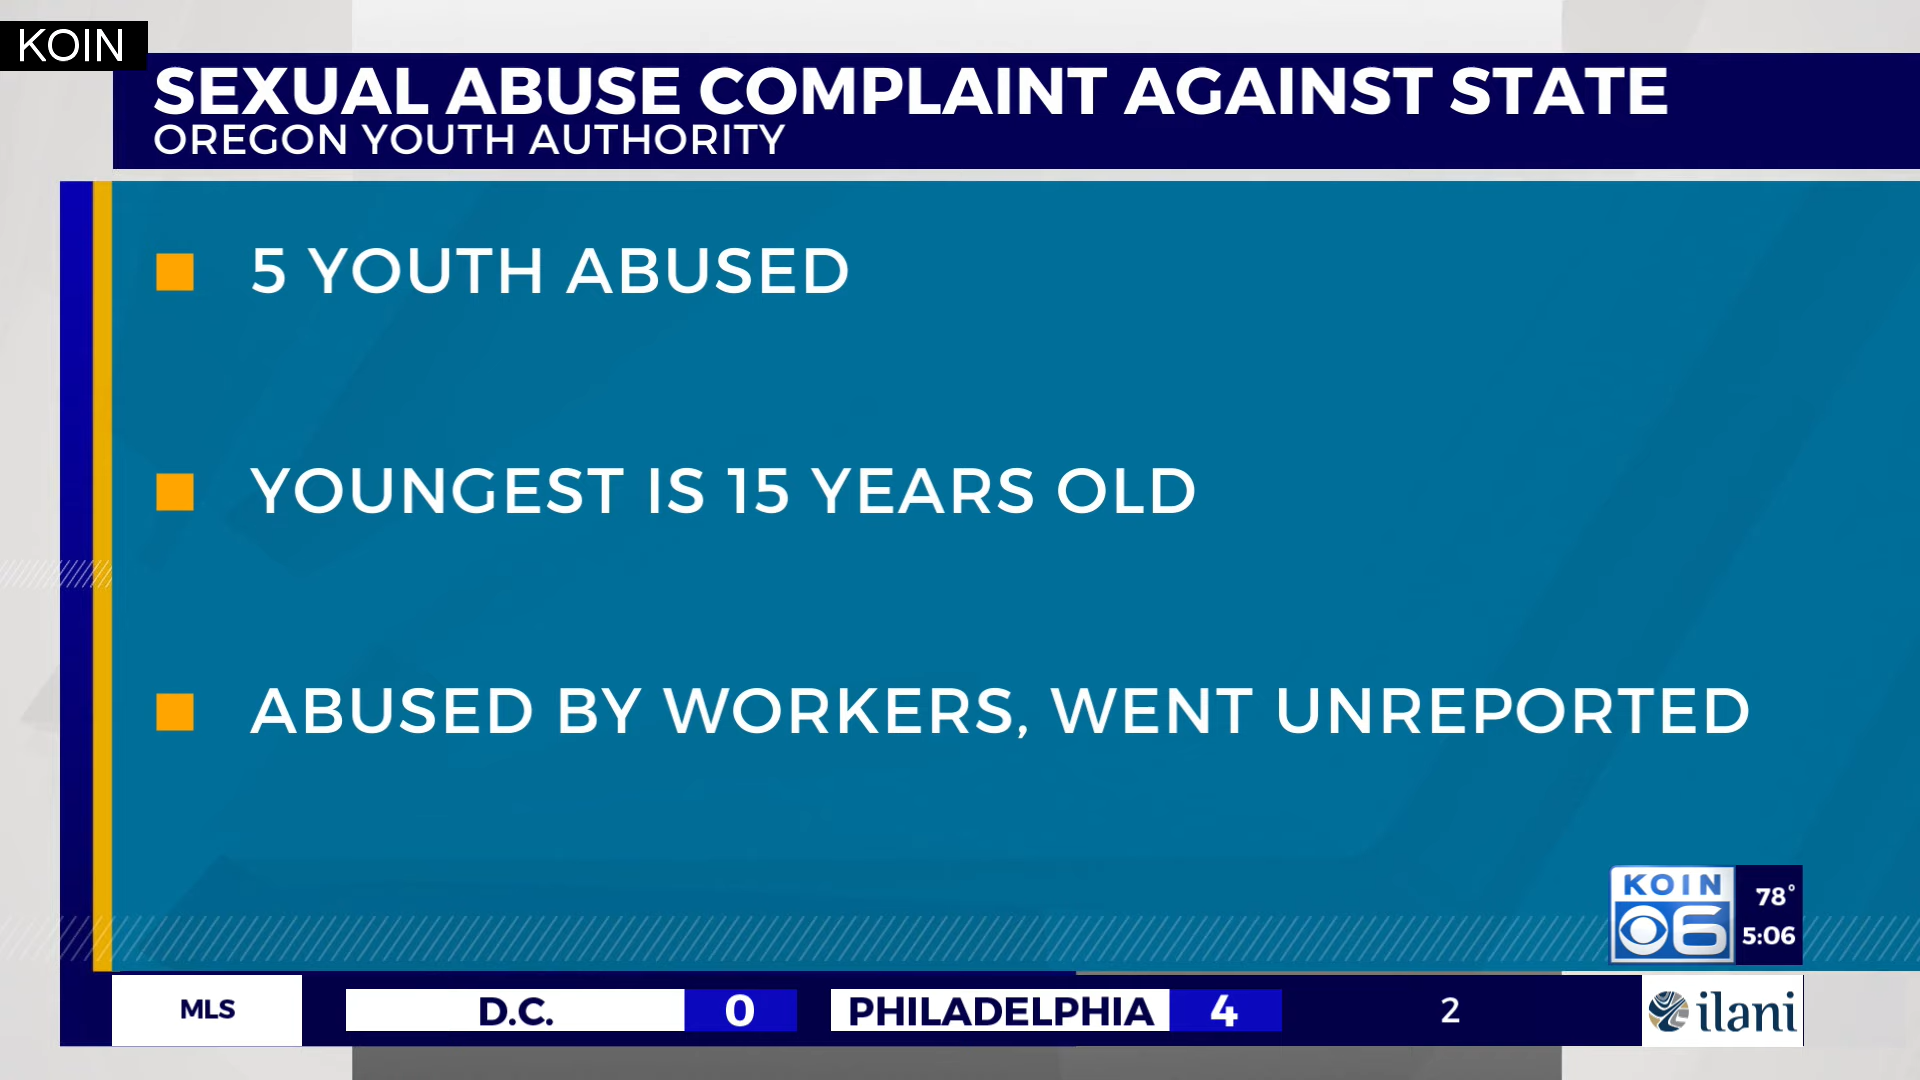 KOIN
SEXUAL ABUSE COMPLAINT AGAINST STATE
OREGON YOUTH AUTHORITY
5 YOUTH ABUSED
YOUNGEST IS 15 YEARS OLD
ABUSED BY WORKERS, WENT UNREPORTED
KOIN 78°
6 5:06
MLS D.C. 0 PHILADELPHIA 4 2 ilani